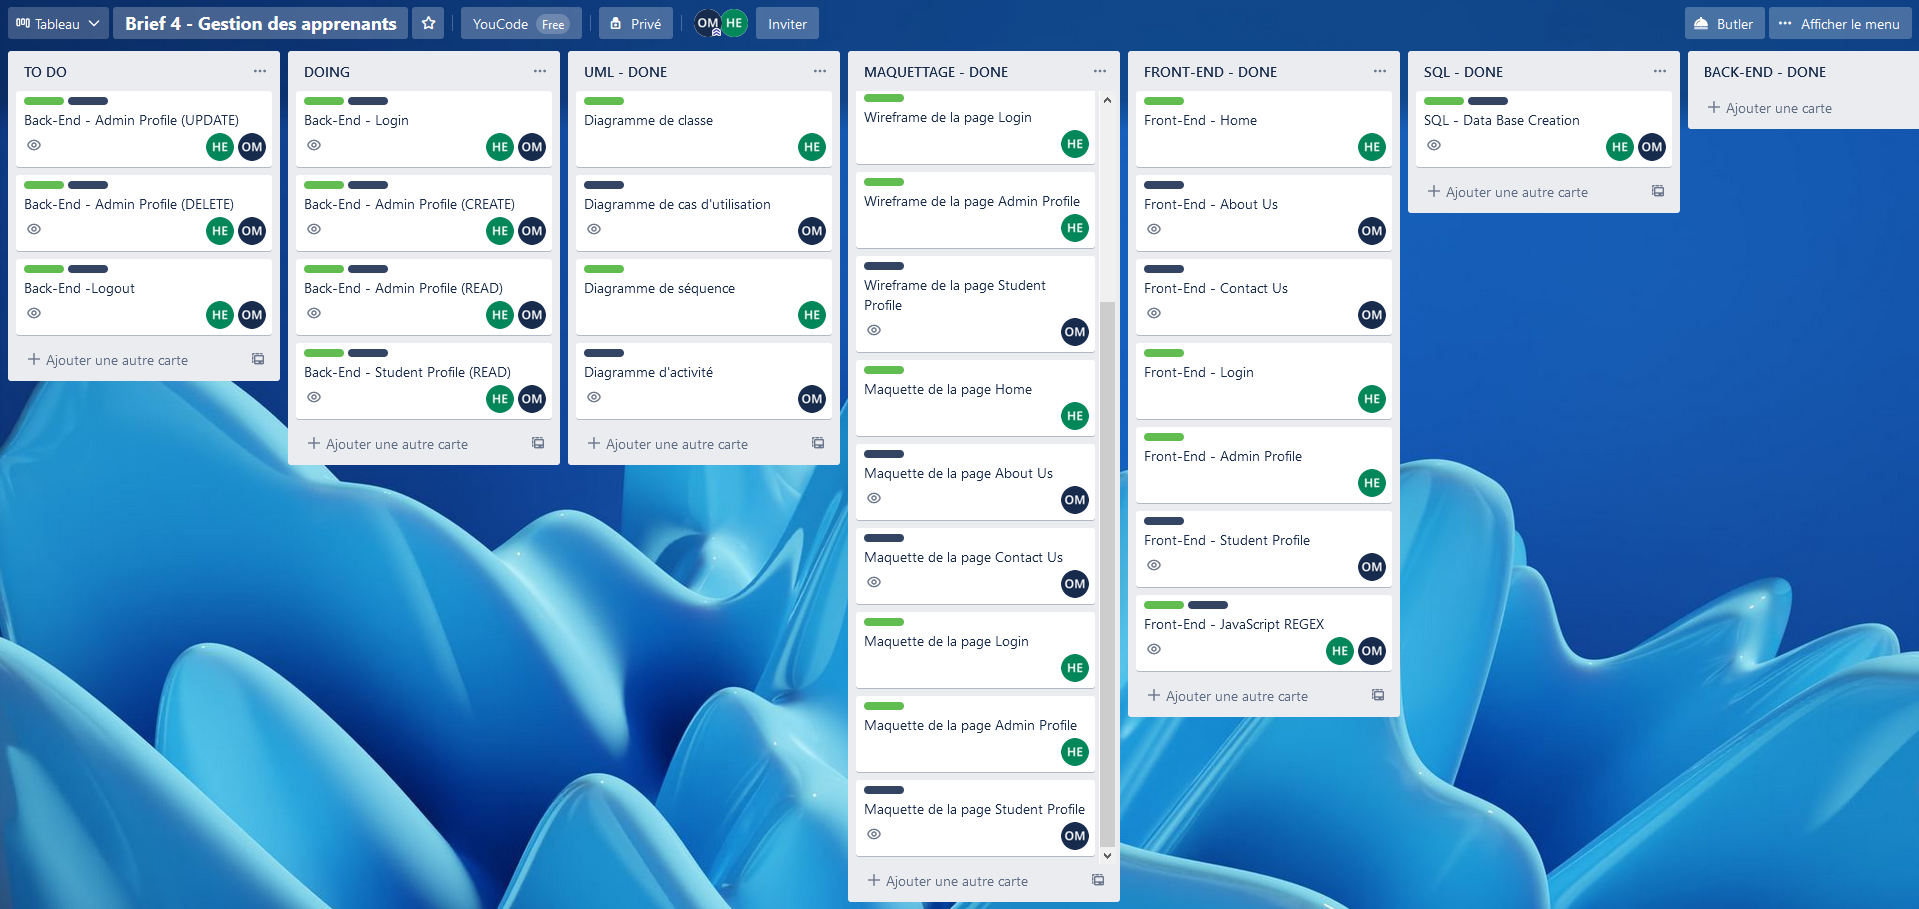 Tableau
Brief 4 - Gestion des apprenants
YouCode Free
Privé
OM HE
Inviter
Butler
Afficher le menu
TO DO
Back-End - Admin Profile (UPDATE)
HE OM
Back-End - Admin Profile (DELETE)
HE OM
Back-End -Logout
HE OM
Ajouter une autre carte
DOING
Back-End - Login
HE OM
Back-End - Admin Profile (CREATE)
HE OM
Back-End - Admin Profile (READ)
HE OM
Back-End - Student Profile (READ)
HE OM
Ajouter une autre carte
UML - DONE
Diagramme de classe
HE
Diagramme de cas d'utilisation
OM
Diagramme de séquence
HE
Diagramme d'activité
OM
Ajouter une autre carte
MAQUETTAGE - DONE
Wireframe de la page Login
HE
Wireframe de la page Admin Profile
HE
Wireframe de la page Student
Profile
OM
Maquette de la page Home
HE
Maquette de la page About Us
OM
Maquette de la page Contact Us
OM
Maquette de la page Login
HE
Maquette de la page Admin Profile
HE
Maquette de la page Student Profile
OM
Ajouter une autre carte
FRONT-END - DONE
Front-End - Home
HE
Front-End - About Us
OM
Front-End - Contact Us
OM
Front-End - Login
HE
Front-End - Admin Profile
HE
Front-End - Student Profile
OM
Front-End - JavaScript REGEX
HE OM
Ajouter une autre carte
SQL - DONE
SQL - Data Base Creation
HE OM
Ajouter une autre carte
BACK-END - DONE
Ajouter une carte